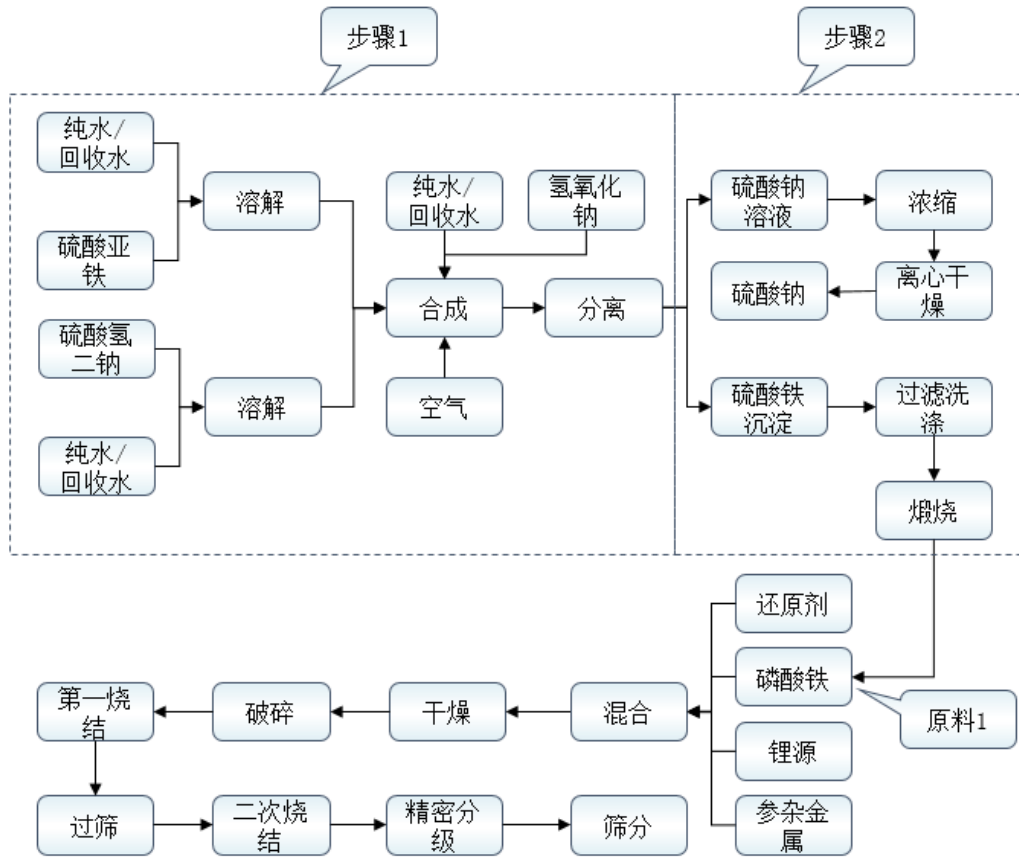 步骤1
步骤2
纯水/
回收水
硫酸亚
铁
溶解
硫酸氢
二钠
纯水/
回收水
溶解
纯水/
回收水
氢氧化
钠
合成
空气
分离
硫酸钠
溶液
浓缩
离心干
燥
硫酸钠
硫酸铁
沉淀
过滤洗
涤
煅烧
还原剂
磷酸铁
原料1
锂源
参杂金
属
混合
干燥
破碎
第一烧
结
过筛
二次烧
结
精密分
级
筛分